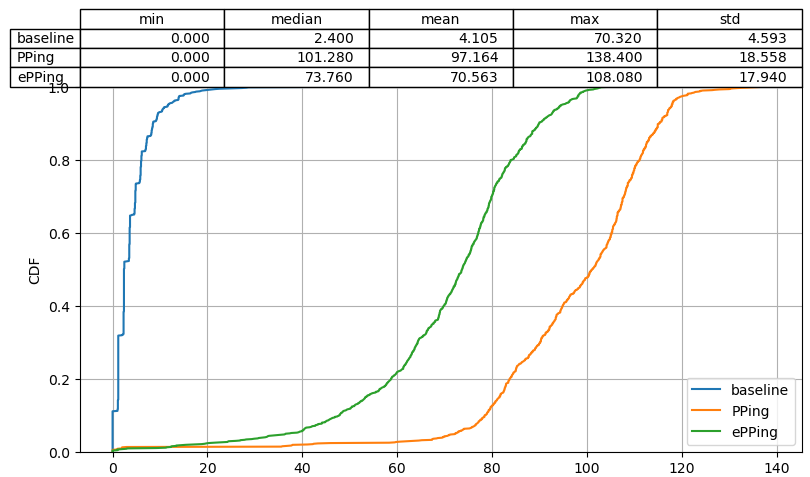 min median mean max std
baseline 0.000 2.400 4.105 70.320 4.593
PPing 0.000 101.280 97.164 138.400 18.558
ePPing 0.000 73.760 70.563 108.080 17.940
1.0
0.8
0.6
0.4
0.2
0.0
CDF
baseline
PPing
ePPing
0 20 40 60 80 100 120 140